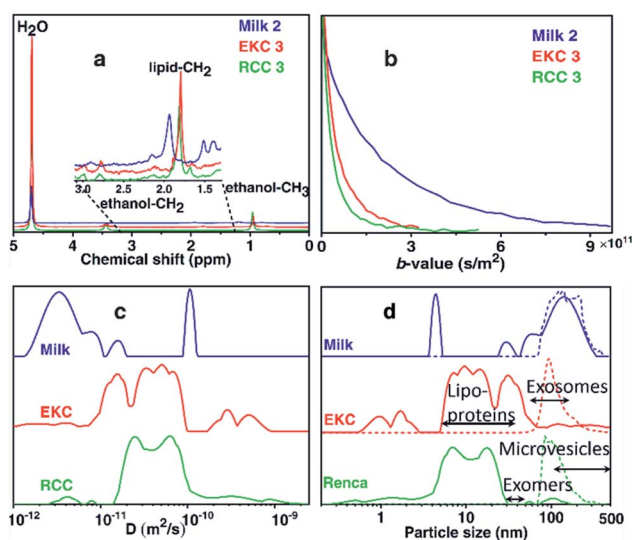 H₂O
a
Milk 2
EKC 3
RCC 3
lipid-CH₂
3.0 2.5 2.0 1.5
ethanol-CH₃
ethanol-CH₂
5 4 3 2 1 0
Chemical shift (ppm)
b
Milk 2
EKC 3
RCC 3
0 3 6 9 ×10¹¹
b-value (s/m²)
c
Milk
EKC
RCC
10⁻¹² 10⁻¹¹ 10⁻¹⁰ 10⁻⁹
D (m²/s)
d
Milk
Exosomes
Lipo-
proteins
EKC
Microvesicles
Exomers
Renca
1 10 100 500
Particle size (nm)